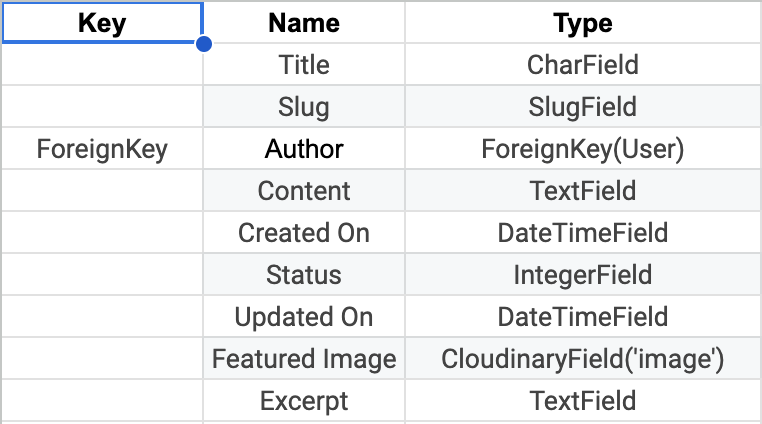 Key Name Type
Title CharField
Slug SlugField
ForeignKey Author ForeignKey(User)
Content TextField
Created On DateTimeField
Status IntegerField
Updated On DateTimeField
Featured Image CloudinaryField('image')
Excerpt TextField